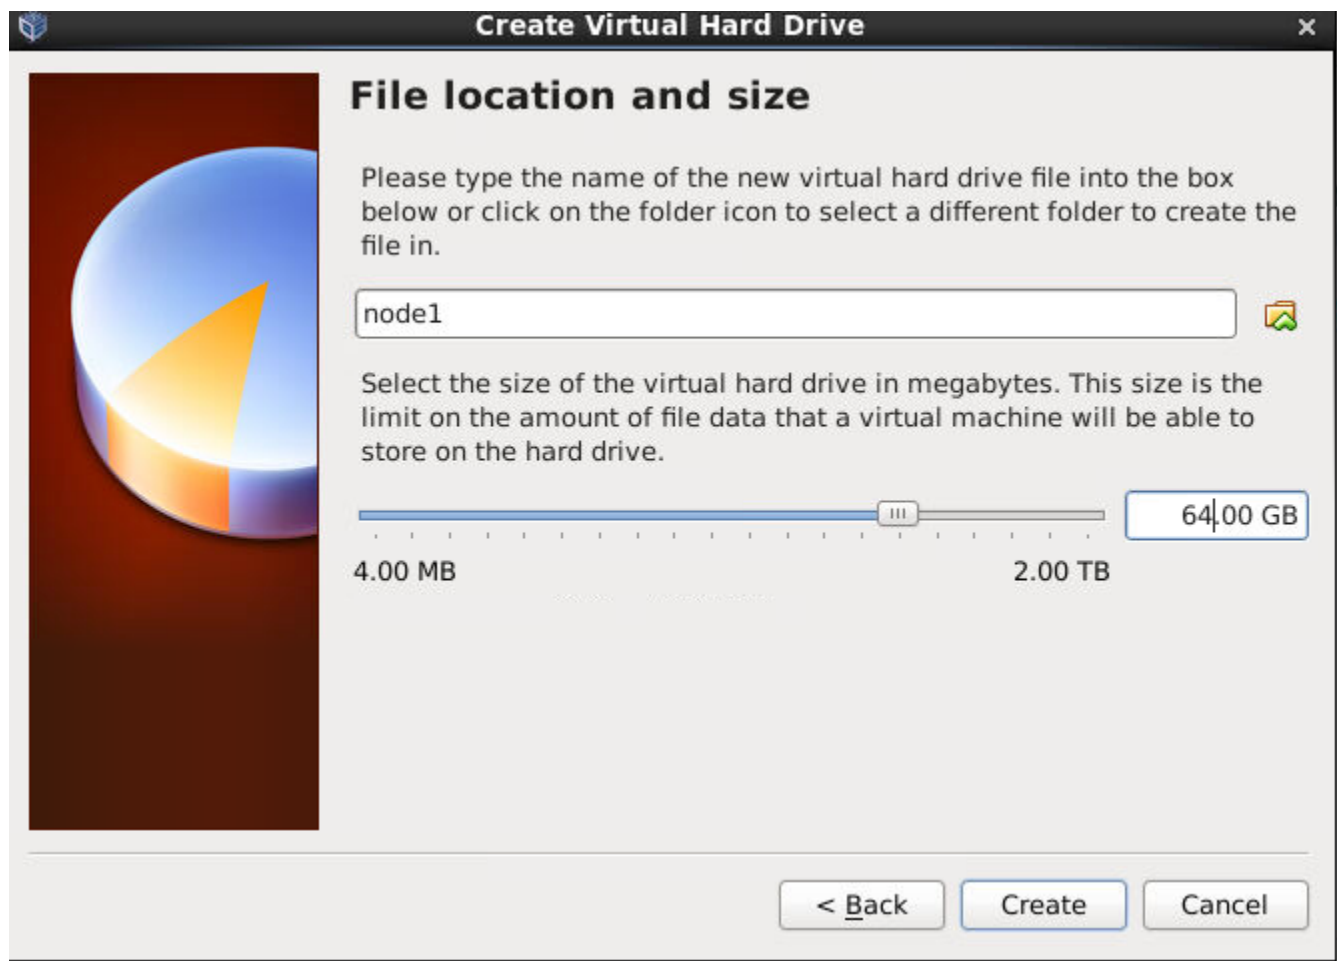 Create Virtual Hard Drive
File location and size
Please type the name of the new virtual hard drive file into the box
below or click on the folder icon to select a different folder to create the
file in.
node1
Select the size of the virtual hard drive in megabytes. This size is the
limit on the amount of file data that a virtual machine will be able to
store on the hard drive.
64.00 GB
4.00 MB 2.00 TB
< Back Create Cancel